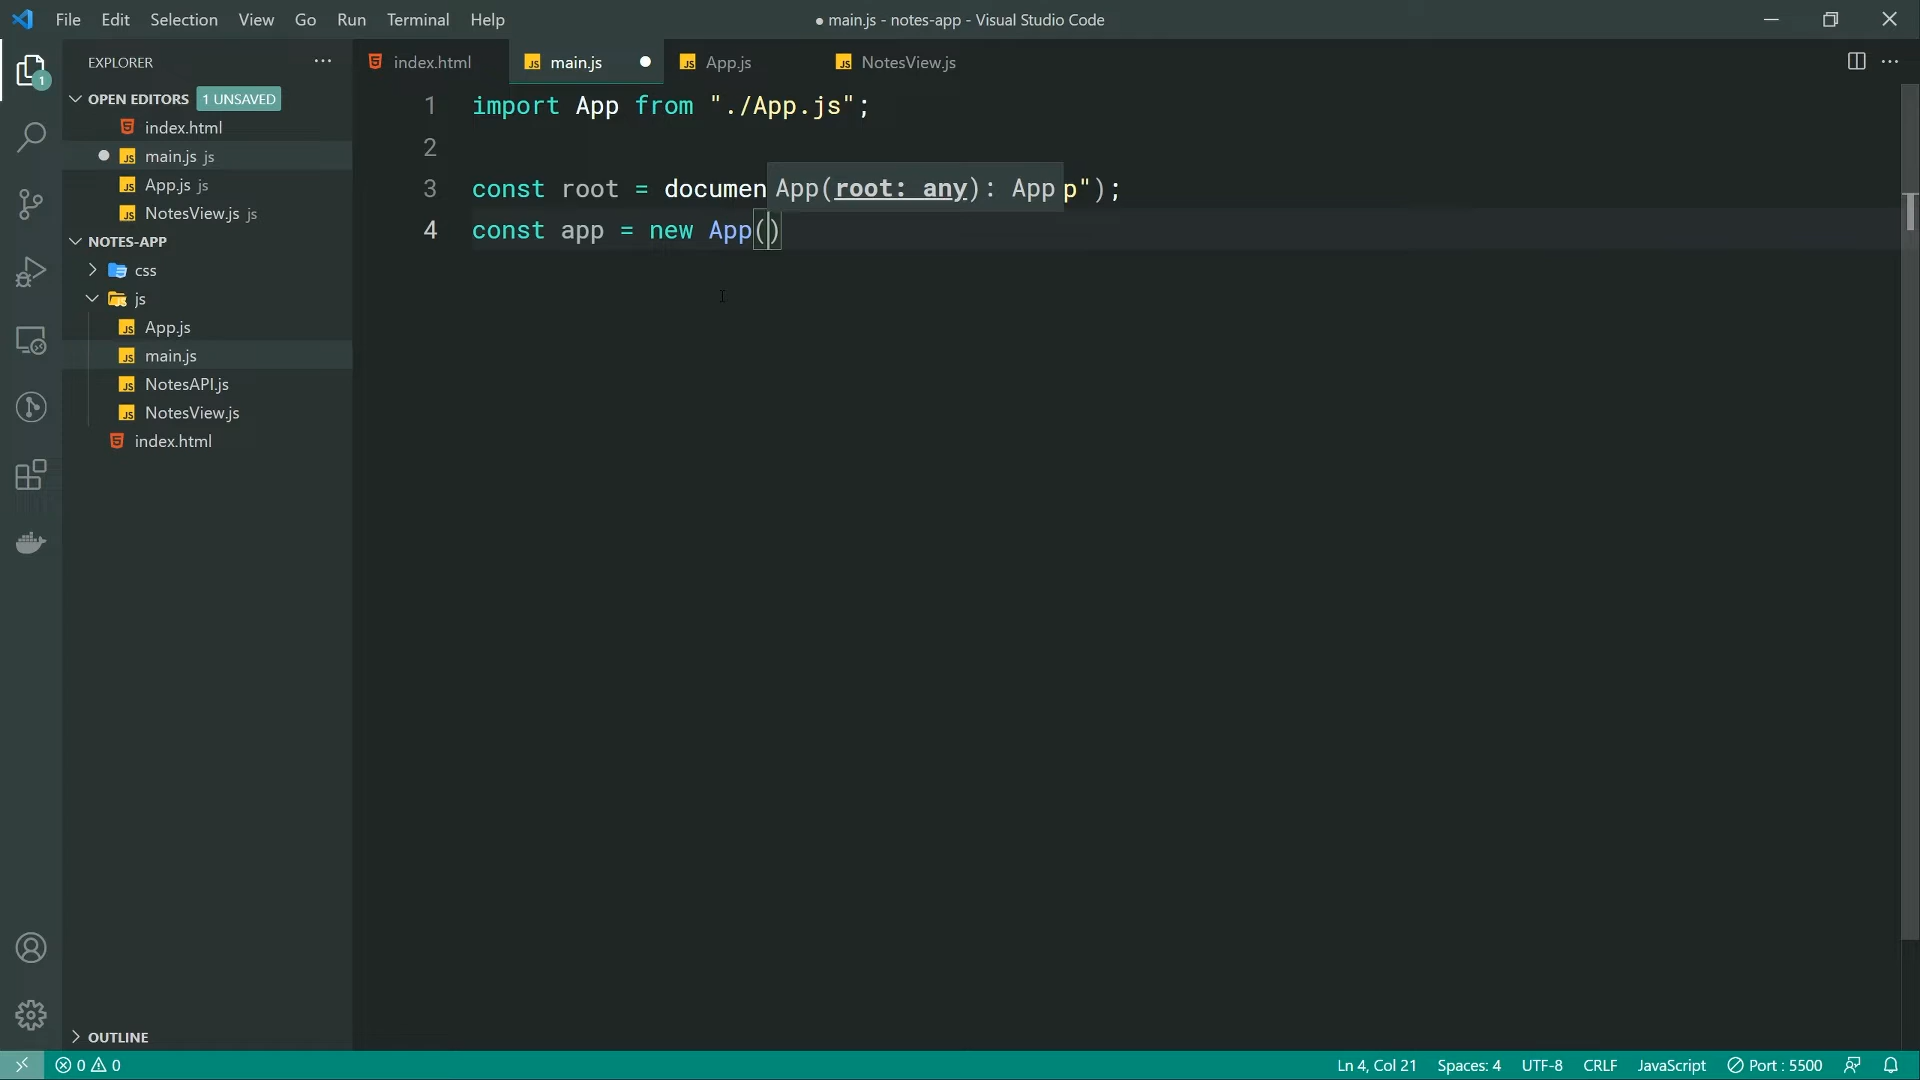 File Edit Selection View Go Run Terminal Help
● main.js - notes-app - Visual Studio Code
EXPLORER
OPEN EDITORS 1 UNSAVED
index.html
main.js js
App.js js
NotesView.js js
NOTES-APP
css
js
App.js
main.js
NotesAPI.js
NotesView.js
index.html
OUTLINE
1
index.html main.js App.js NotesView.js
1 import App from "./App.js";
2
3 const root = documen App(root: any): App p");
4 const app = new App()
0 0
Ln 4, Col 21 Spaces: 4 UTF-8 CRLF JavaScript Port : 5500